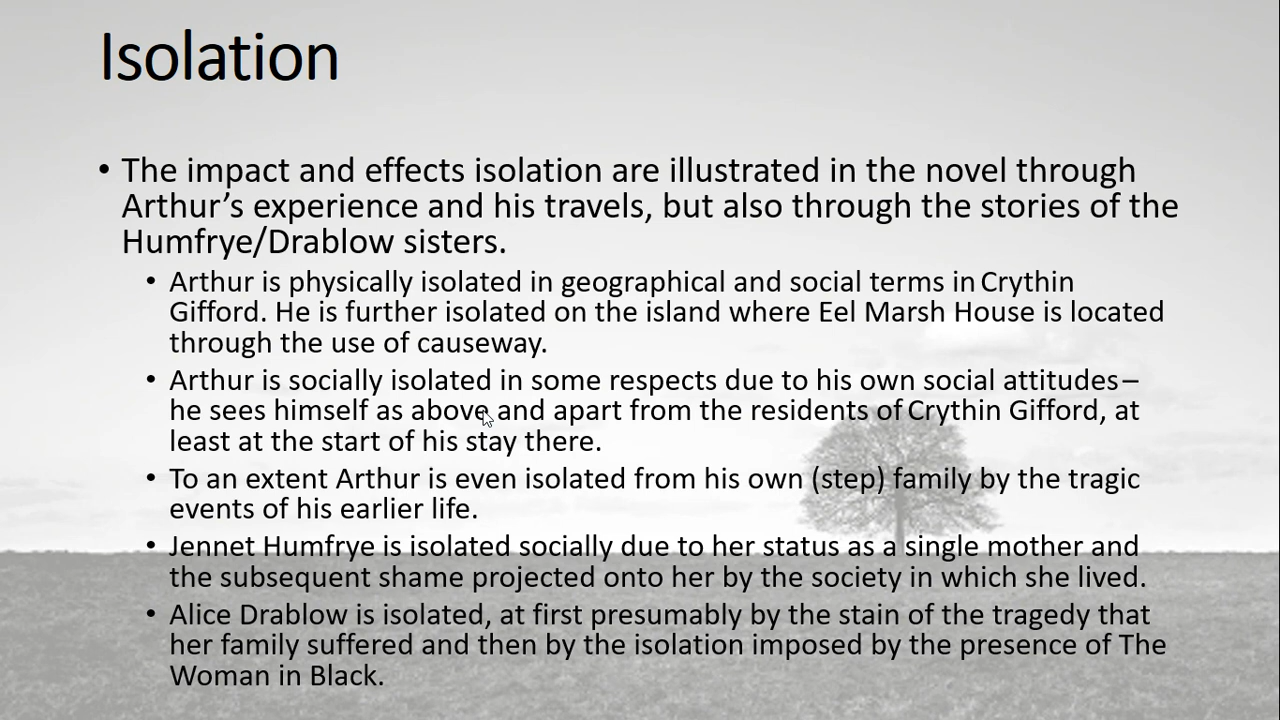 Isolation
• The impact and effects isolation are illustrated in the novel through
Arthur’s experience and his travels, but also through the stories of the
Humfrye/Drablow sisters.
• Arthur is physically isolated in geographical and social terms in Crythin
Gifford. He is further isolated on the island where Eel Marsh House is located
through the use of causeway.
• Arthur is socially isolated in some respects due to his own social attitudes –
he sees himself as above and apart from the residents of Crythin Gifford, at
least at the start of his stay there.
• To an extent Arthur is even isolated from his own (step) family by the tragic
events of his earlier life.
• Jennet Humfrye is isolated socially due to her status as a single mother and
the subsequent shame projected onto her by the society in which she lived.
• Alice Drablow is isolated, at first presumably by the stain of the tragedy that
her family suffered and then by the isolation imposed by the presence of The
Woman in Black.